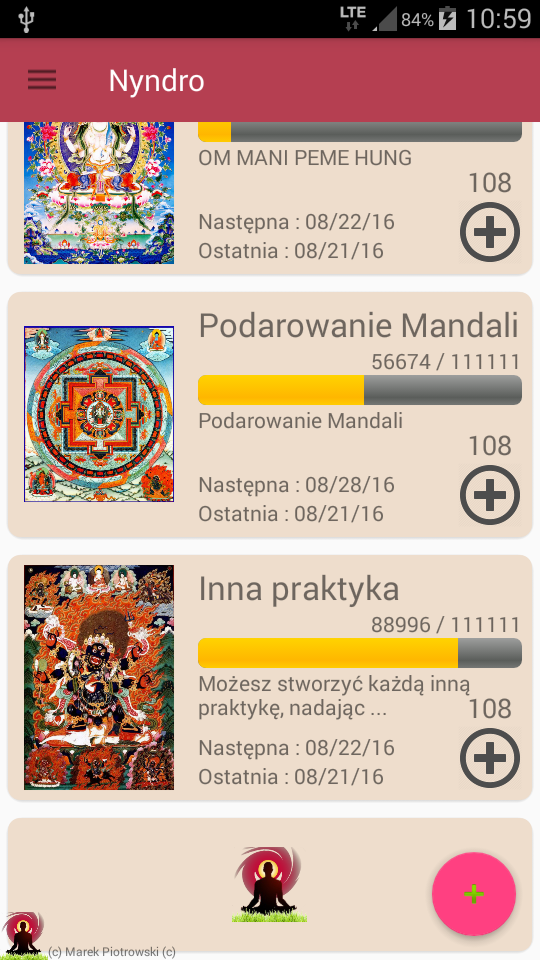 LTE 84% 10:59
Nyndro
OM MANI PEME HUNG
108
Następna : 08/22/16
Ostatnia : 08/21/16
Podarowanie Mandali
56674 / 111111
Podarowanie Mandali
108
Następna : 08/28/16
Ostatnia : 08/21/16
Inna praktyka
88996 / 111111
Możesz stworzyć każdą inną
praktykę, nadając ...
108
Następna : 08/22/16
Ostatnia : 08/21/16
(c) Marek Piotrowski (c)